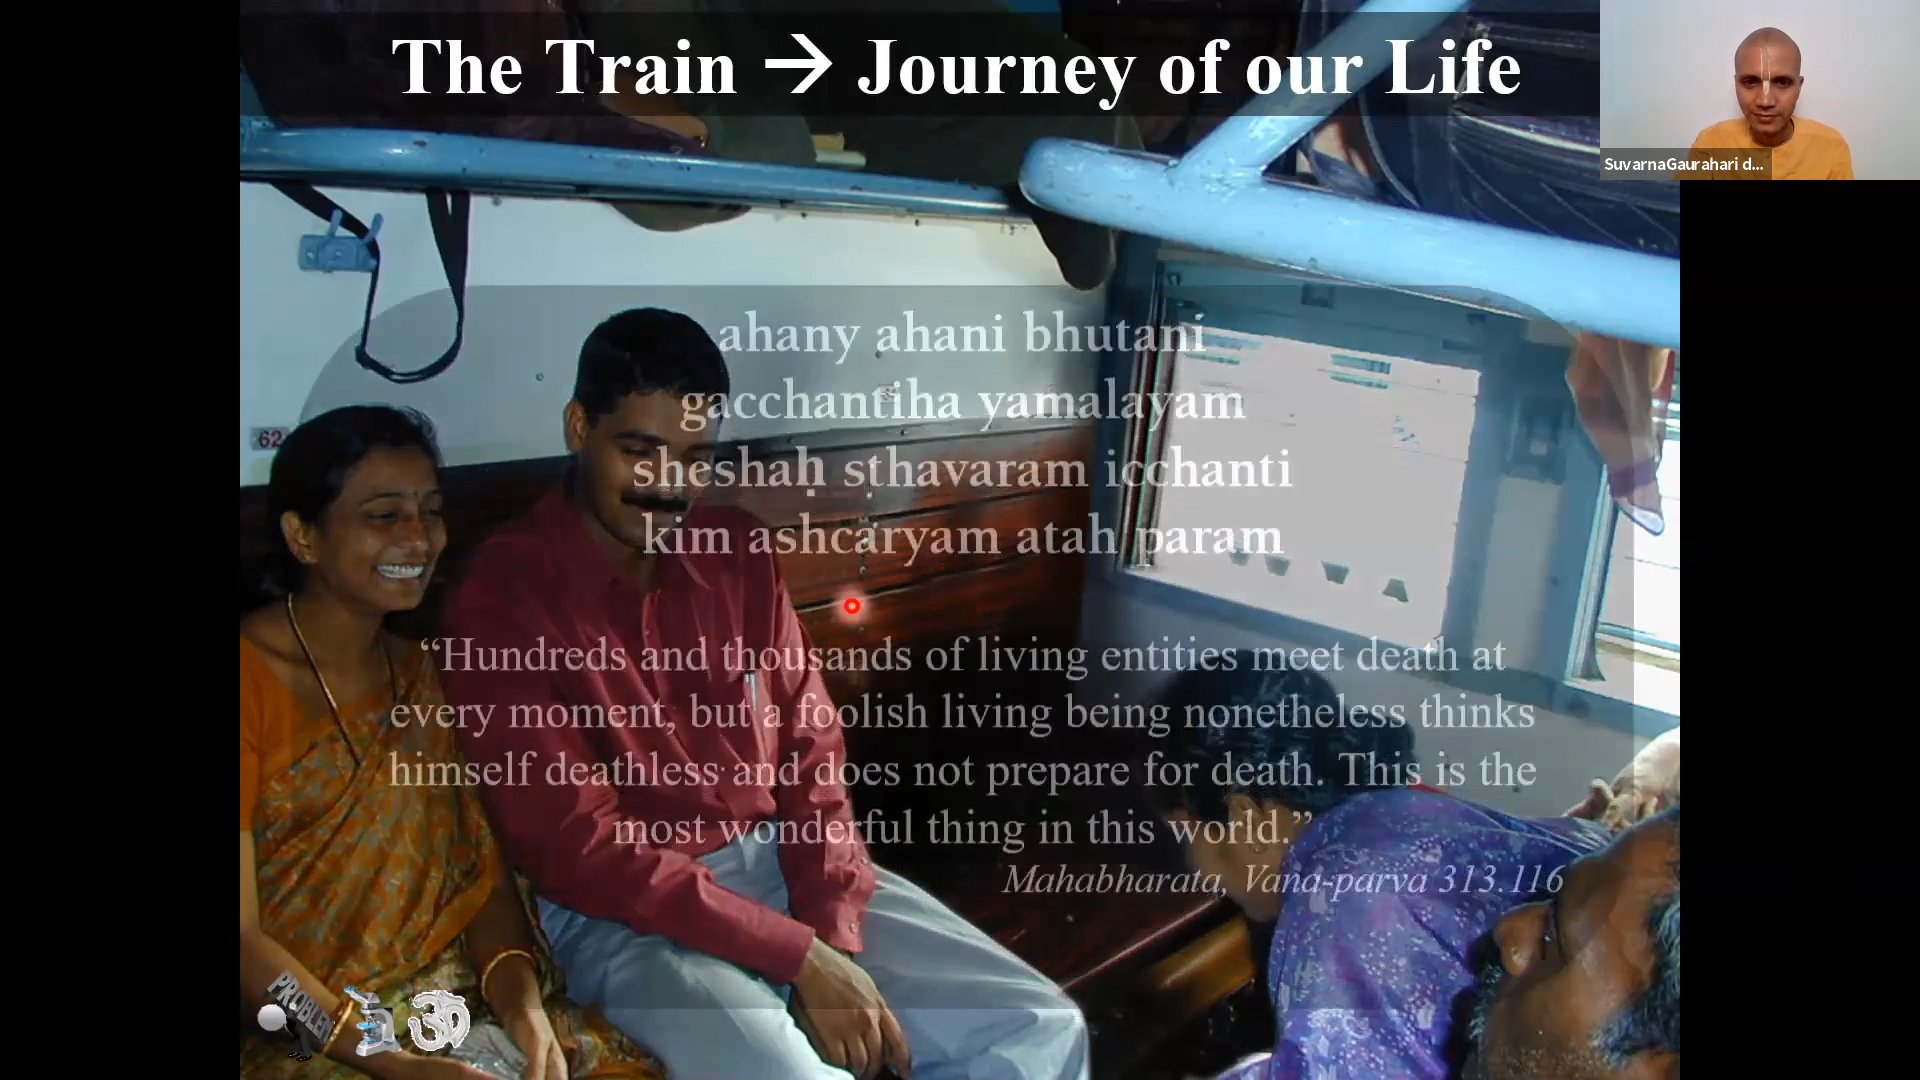 The Train → Journey of our Life
SuvarnaGaurahari d...
ahany ahani bhutani
gacchantiha yamalayam
62
sheshaḥ sthavaram icchanti
kim ashcaryam atah param
“Hundreds and thousands of living entities meet death at
every moment, but a foolish living being nonetheless thinks
himself deathless and does not prepare for death. This is the
most wonderful thing in this world.”
Mahabharata, Vana-parva 313.116
PROBLEM
ॐ